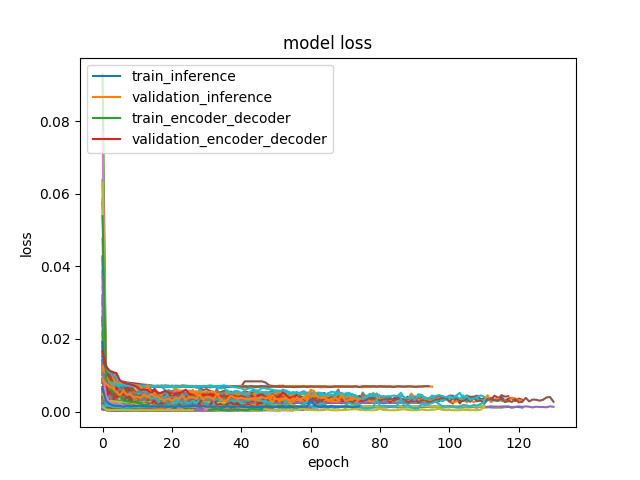 model loss
train_inference
validation_inference
train_encoder_decoder
validation_encoder_decoder
0.08
0.06
0.04
0.02
0.00
loss
0 20 40 60 80 100 120
epoch